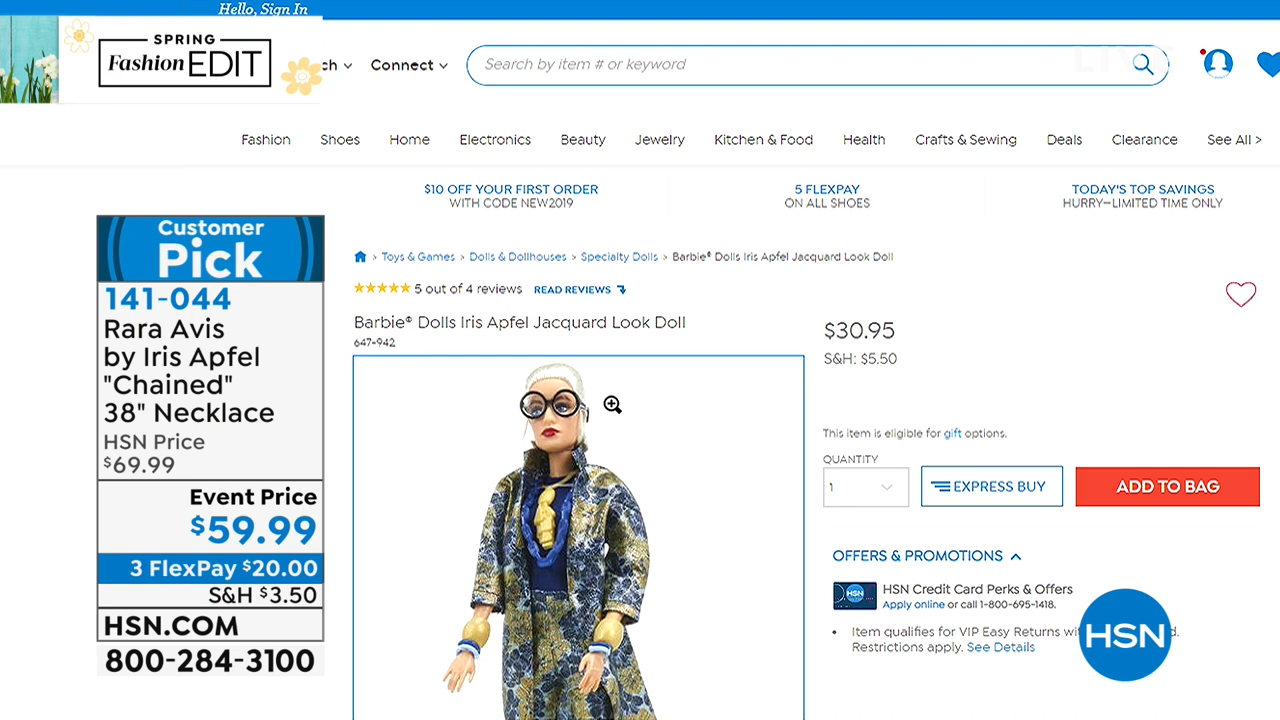 Hello, Sign In
SPRING
Fashion EDIT
ch
Connect
Search by item # or keyword
LIV
Fashion
Shoes
Home
Electronics
Beauty
Jewelry
Kitchen & Food
Health
Crafts & Sewing
Deals
Clearance
See All >
$10 OFF YOUR FIRST ORDER
WITH CODE NEW2019
5 FLEXPAY
ON ALL SHOES
TODAY'S TOP SAVINGS
HURRY—LIMITED TIME ONLY
Customer
Pick
141-044
Rara Avis
by Iris Apfel
"Chained"
38" Necklace
HSN Price
$69.99
Event Price
$59.99
3 FlexPay $20.00
S&H $3.50
HSN.COM
800-284-3100
> Toys & Games > Dolls & Dollhouses > Specialty Dolls > Barbie® Dolls Iris Apfel Jacquard Look Doll
5 out of 4 reviews READ REVIEWS
Barbie® Dolls Iris Apfel Jacquard Look Doll
647-942
$30.95
S&H: $5.50
This item is eligible for gift options.
QUANTITY
1
EXPRESS BUY
ADD TO BAG
OFFERS & PROMOTIONS
HSN
HSN Credit Card Perks & Offers
Apply online or call 1-800-695-1418.
• Item qualifies for VIP Easy Returns wi d.
Restrictions apply. See Details
HSN